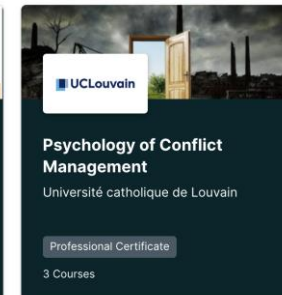 UCLouvain
Psychology of Conflict
Management
Université catholique de Louvain
Professional Certificate
3 Courses